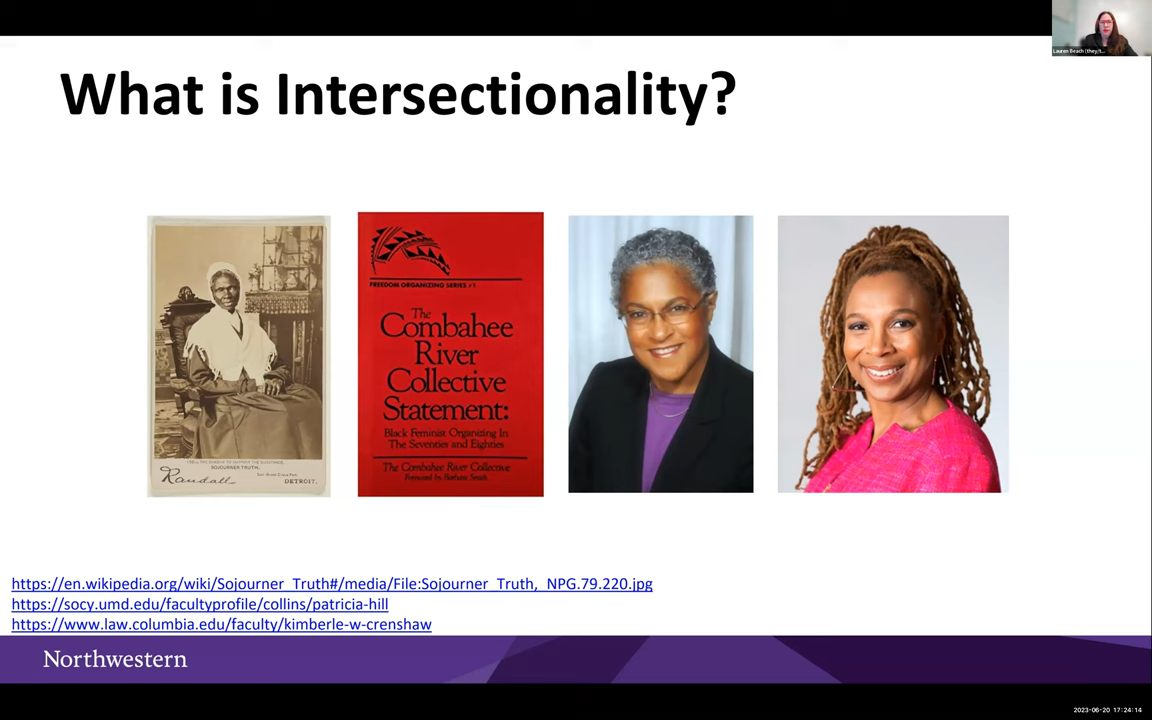 What is Intersectionality?
Lauren Beach (they/t...
SOJOURNER TRUTH.
Randall
DETROIT.
FREEDOM ORGANIZING SERIES #1
The
Combahee
River
Collective
Statement:
Black Feminist Organizing In
The Seventies and Eighties
The Combahee River Collective
Foreword by Barbara Smith
https://en.wikipedia.org/wiki/Sojourner_Truth#/media/File:Sojourner_Truth,_NPG.79.220.jpg
https://socy.umd.edu/facultyprofile/collins/patricia-hill
https://www.law.columbia.edu/faculty/kimberle-w-crenshaw
Northwestern
2023-06-20 17:24:14